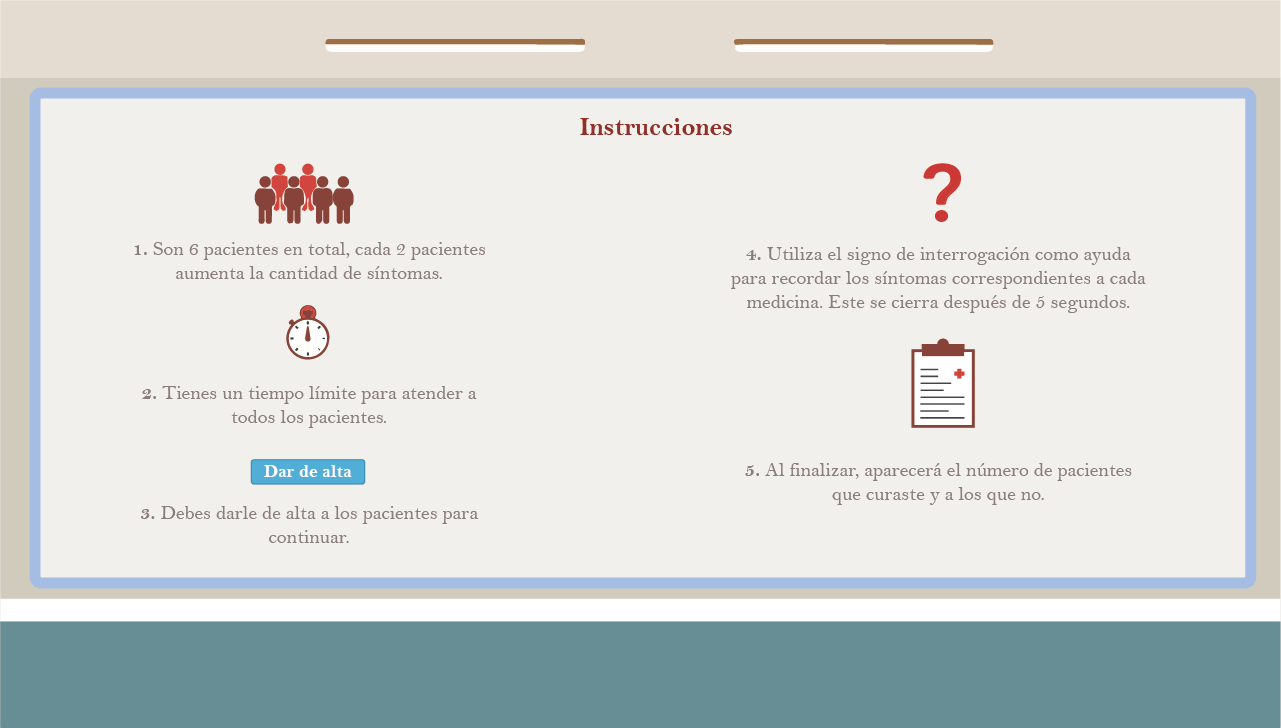 Instrucciones
1. Son 6 pacientes en total, cada 2 pacientes
aumenta la cantidad de síntomas.
2. Tienes un tiempo límite para atender a
todos los pacientes.
Dar de alta
3. Debes darle de alta a los pacientes para
continuar.
?
4. Utiliza el signo de interrogación como ayuda
para recordar los síntomas correspondientes a cada
medicina. Este se cierra después de 5 segundos.
5. Al finalizar, aparecerá el número de pacientes
que curaste y a los que no.